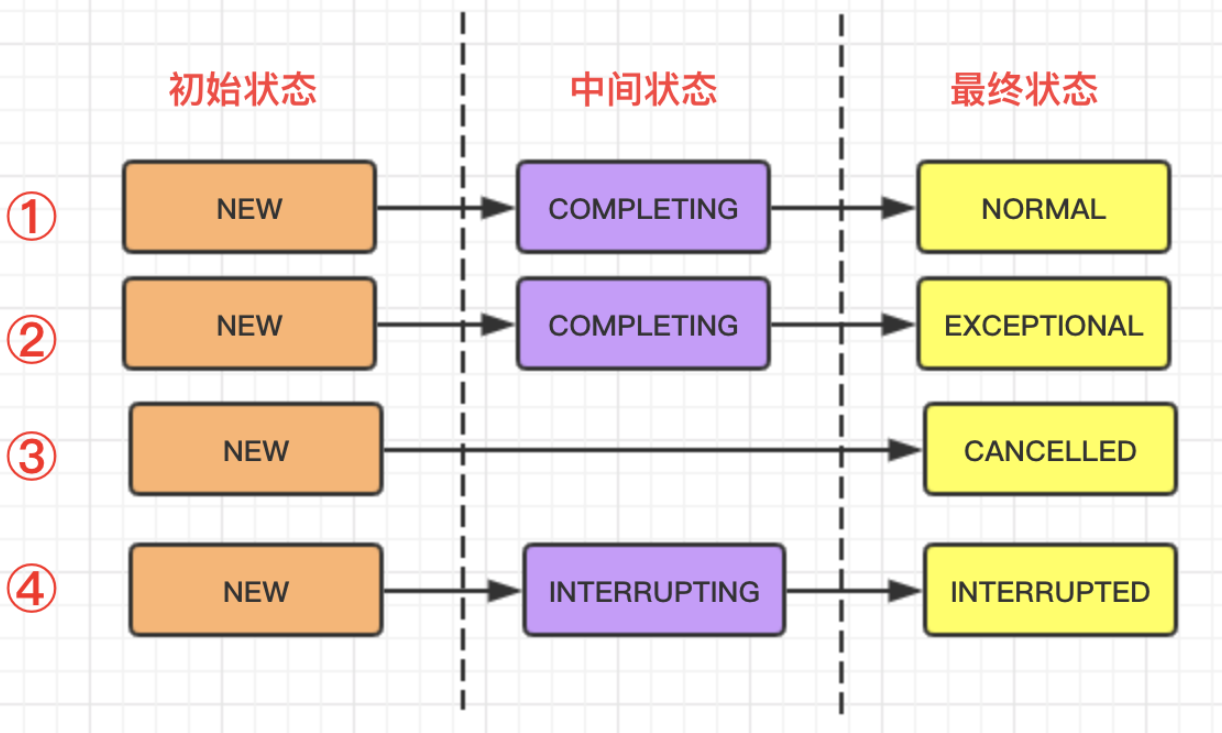 初始状态 中间状态 最终状态
① NEW COMPLETING NORMAL
② NEW COMPLETING EXCEPTIONAL
③ NEW CANCELLED
④ NEW INTERRUPTING INTERRUPTED